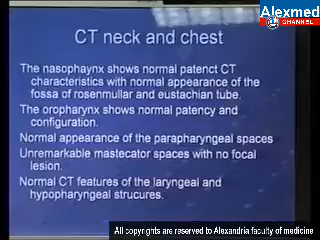 Alexmed
CHANNEL
CT neck and chest
The nasophaynx shows normal patenct CT
characteristics with normal appearance of the
fossa of rosenmullar and eustachian tube.
The oropharynx shows normal patency and
configuration.
Normal appearance of the parapharyngeal spaces
Unremarkable mastecator spaces with no focal
lesion.
Normal CT features of the laryngeal and
hypopharyngeal strucures.
All copyrights are reserved to Alexandria faculty of medicine